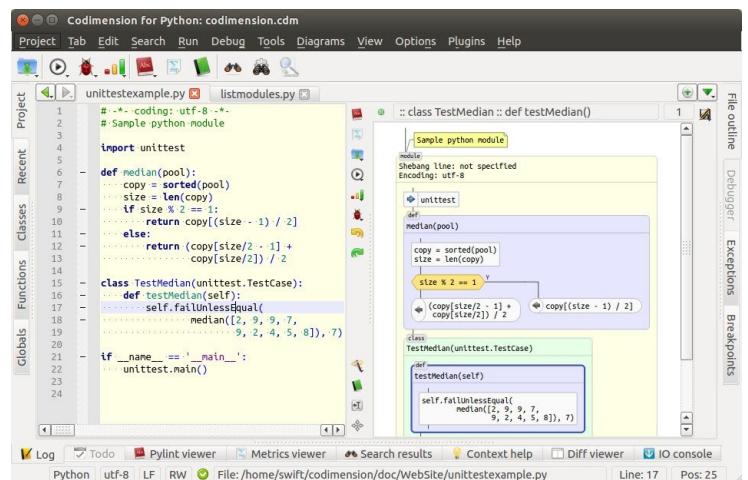 Codimension for Python: codimension.cdm
Project Tab Edit Search Run Debug Tools Diagrams View Options Plugins Help
unittestexample.py listmodules.py
Project
Recent
Classes
Functions
Globals
1 # -*- coding: utf-8 -*-
2 # Sample python module
3
4 import unittest
5
6 def median(pool):
7 copy = sorted(pool)
8 size = len(copy)
9 if size % 2 == 1:
10 return copy[(size - 1) / 2]
11 else:
12 return (copy[size/2 - 1] +
13 copy[size/2]) / 2
14
15 class TestMedian(unittest.TestCase):
16 def testMedian(self):
17 self.failUnlessEqual(
18 median([2, 9, 9, 7,
19 9, 2, 4, 5, 8]), 7)
20
21 if __name__ == '__main__':
22 unittest.main()
23
24
:: class TestMedian :: def testMedian() 1
Sample python module
module
Shebang line: not specified
Encoding: utf-8
unittest
def
median(pool)
copy = sorted(pool)
size = len(copy)
size % 2 == 1
Y
(copy[size/2 - 1] +
copy[size/2]) / 2
copy[(size - 1) / 2]
class
TestMedian(unittest.TestCase)
def
testMedian(self)
self.failUnlessEqual(
median([2, 9, 9, 7,
9, 2, 4, 5, 8]), 7)
File outline
Debugger
Exceptions
Breakpoints
Log Todo Pylint viewer Metrics viewer Search results Context help Diff viewer IO console
Python utf-8 LF RW File: /home/swift/codimension/doc/WebSite/unittestexample.py Line: 17 Pos: 25